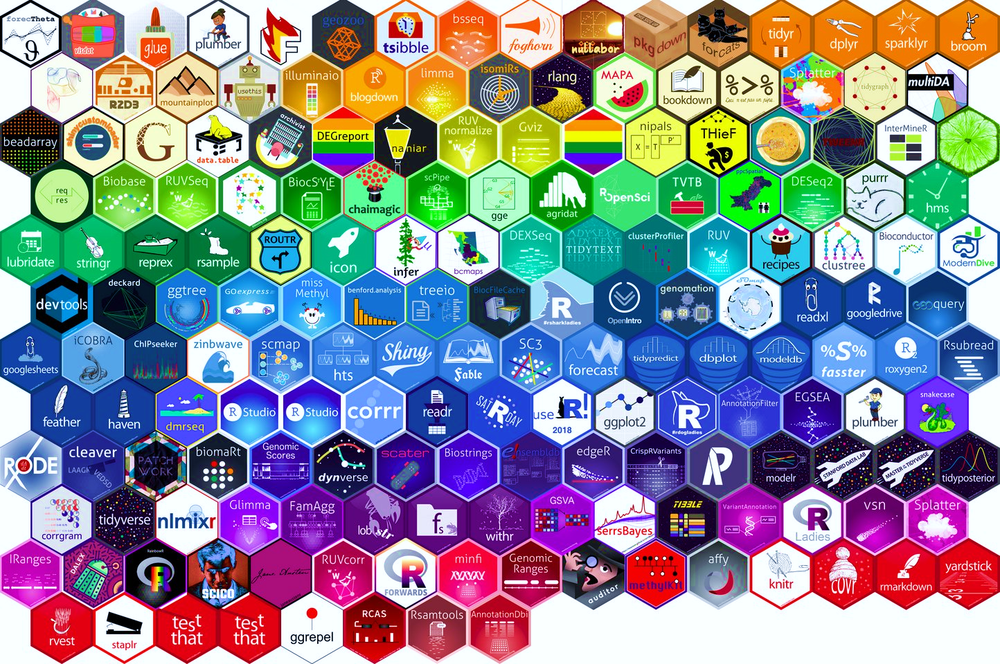 forecTheta
ϑ
visdat
glue
plumber
F
geozoo
tsibble
bsseq
foghorn
nullabor
pkgdown
forcats
tidyr
dplyr
sparklyr
broom
R2D3
mountainplot
usethis
illuminaio
blogdown
limma
isomiRs
rlang
MAPA
bookdown
%>%
Ceci n'est pas un pipe.
Splatter
tidygraph
multiDA
beadarray
shinycustomloader
G
data.table
archivist
DEGreport
naniar
RUV
normalize
Gviz
nipals
X = T P'
THieF
InterMineR
req
res
Biobase
RUVSeq
BiocStYLE
chaimagic
scPipe
gge
agridat
ROpenSci
TVTB
ppcSpatial
DESeq2
purrr
hms
lubridate
stringr
reprex
rsample
ROUTR
icon
infer
bcmaps
DEXSeq
TIDYTEXT
clusterProfiler
RUV
recipes
clustree
Bioconductor
ModernDive
devtools
deckard
ggtree
GOexpress
miss
Methyl
benford.analysis
treeio
BiocFileCache
R
#rsharkladies
OpenIntro
genomation
SOmap
readxl
googledrive
geoquery
googlesheets
iCOBRA
ChIPseeker
zinbwave
scmap
hts
Shiny
Fable
SC3
forecast
tidypredict
dbplot
modeldb
%S%
fasster
roxygen2
Rsubread
feather
haven
dmrseq
R Studio
R Studio
corrr
readr
SATRDAY
useR!
2018
ggplot2
R
#rdogladies
AnnotationFilter
EGSEA
plumber
snakecase
RODE
cleaver
LAAGK
VEDSD
PATCH
WORK
biomaRt
Genomic
Scores
dynverse
scater
Biostrings
e!nsembldb
edgeR
CrispRVariants
modelr
STANFORD DATA LAB
MASTER OF THE TIDYVERSE
tidyposterior
corrgram
tidyverse
nlmixr
Glimma
FamAgg
lobstr
fs
withr
GSVA
serrsBayes
TIBBLE
VariantAnnotation
R
Ladies
vsn
Splatter
IRanges
DALEX
RainbowR
R
SCICO
Jane Austen
RUVcorr
R
FORWARDS
minfi
Genomic
Ranges
auditor
methylKit
affy
knitr
covr
rmarkdown
yardstick
rvest
staplr
test
that
test
that
ggrepel
RCAS
Rsamtools
AnnotationDbi